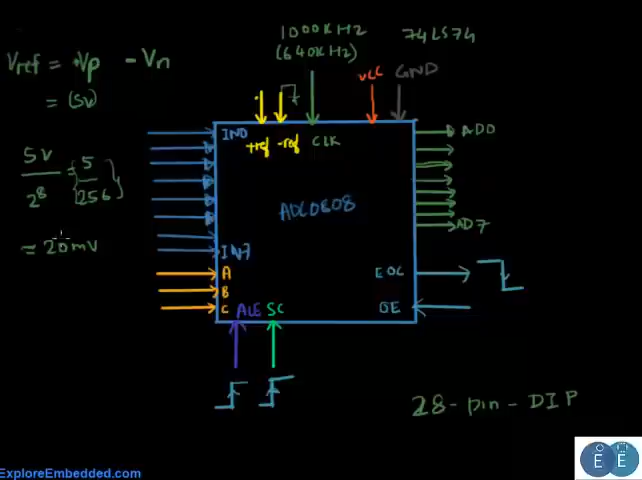 1000KHz
(640KHz)
74LS74
Vref = +Vp - Vn
= (5V)
VCC GND
IN0
+ref -ref CLK
AD0
5V / 2^8 = { 5 / 256 }
ADC0808
AD7
≈ 20mV
IN7
A
EOC
B
C
ALE SC
OE
28-pin-DIP
E E
ExploreEmbedded.com